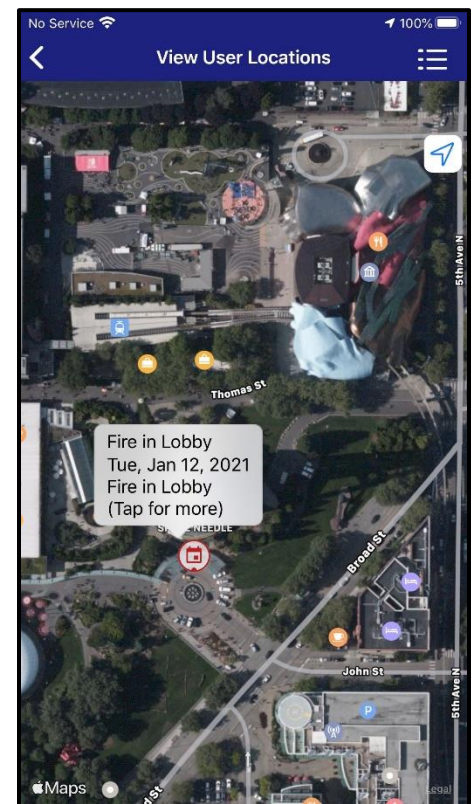 No Service
100%
View User Locations
5th Ave N
Thomas St
Fire in Lobby
Tue, Jan 12, 2021
Fire in Lobby
(Tap for more)
SPACE NEEDLE
Broad St
John St
5th Ave N
P
Maps
St
Legal